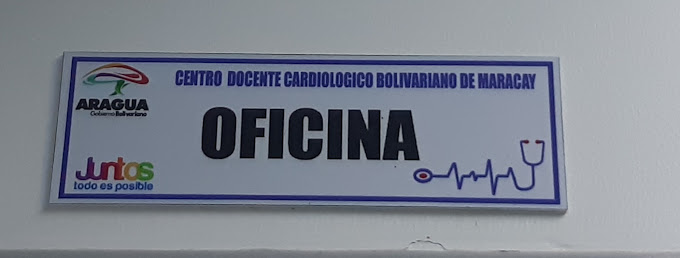 CENTRO DOCENTE CARDIOLOGICO BOLIVARIANO DE MARACAY
ARAGUA
Gobierno Bolivariano
OFICINA
Juntos
todo es posible